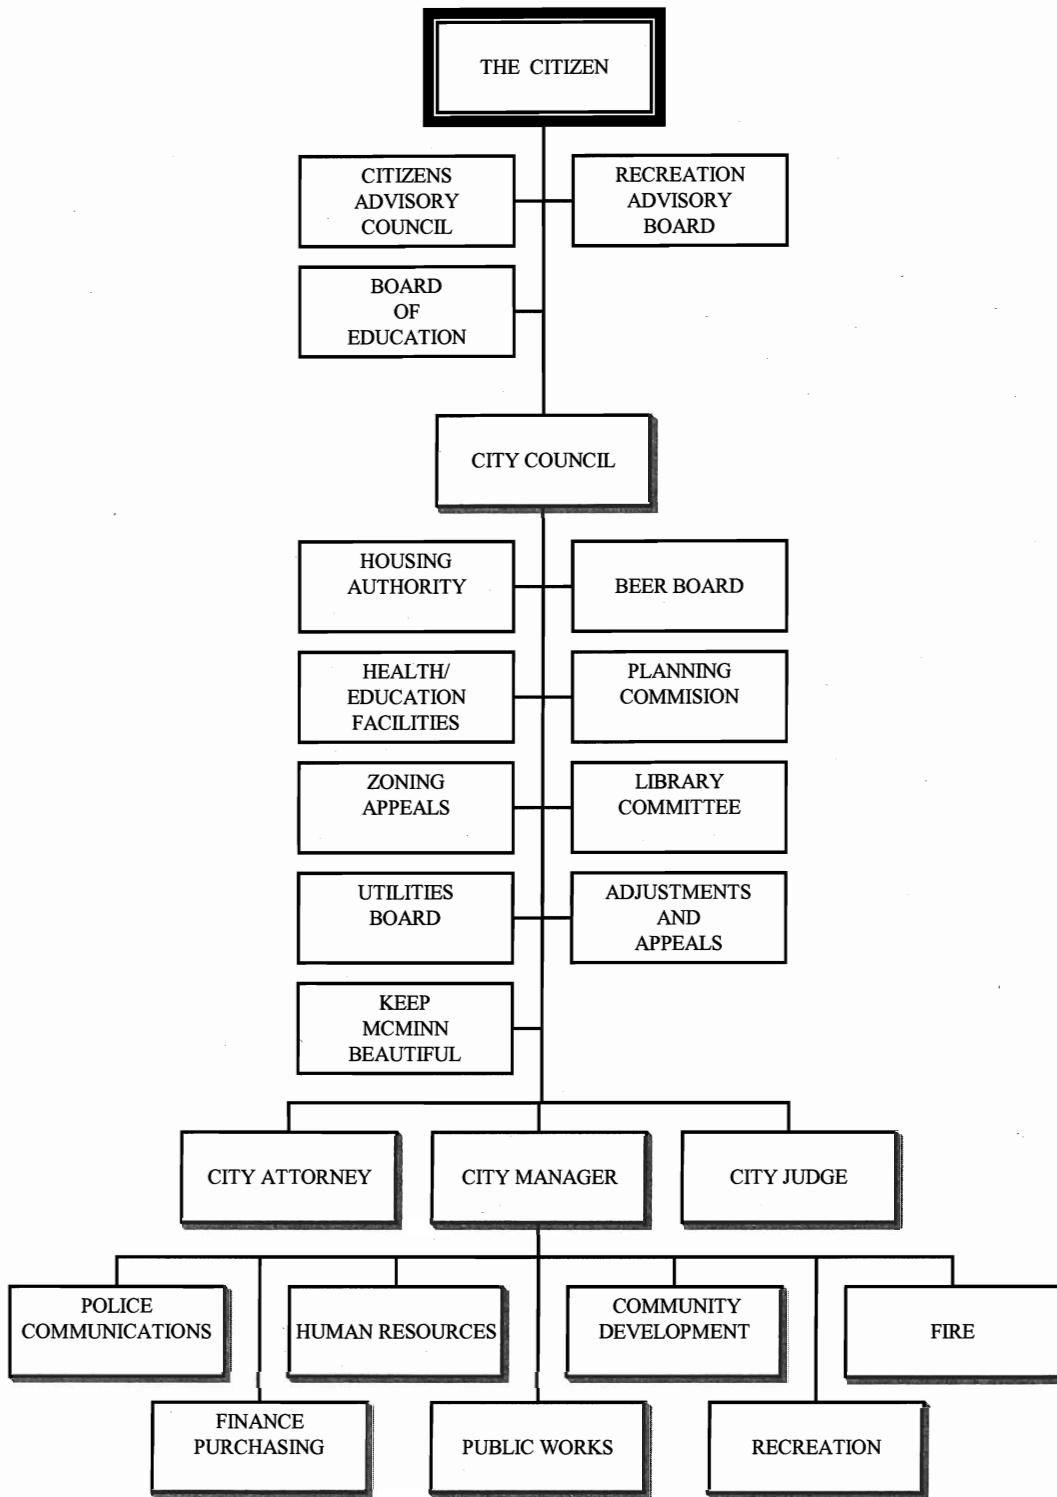 THE CITIZEN
CITIZENS
ADVISORY
COUNCIL
RECREATION
ADVISORY
BOARD
BOARD
OF
EDUCATION
CITY COUNCIL
HOUSING
AUTHORITY
BEER BOARD
HEALTH/
EDUCATION
FACILITIES
PLANNING
COMMISION
ZONING
APPEALS
LIBRARY
COMMITTEE
UTILITIES
BOARD
ADJUSTMENTS
AND
APPEALS
KEEP
MCMINN
BEAUTIFUL
CITY ATTORNEY
CITY MANAGER
CITY JUDGE
POLICE
COMMUNICATIONS
HUMAN RESOURCES
COMMUNITY
DEVELOPMENT
FIRE
FINANCE
PURCHASING
PUBLIC WORKS
RECREATION